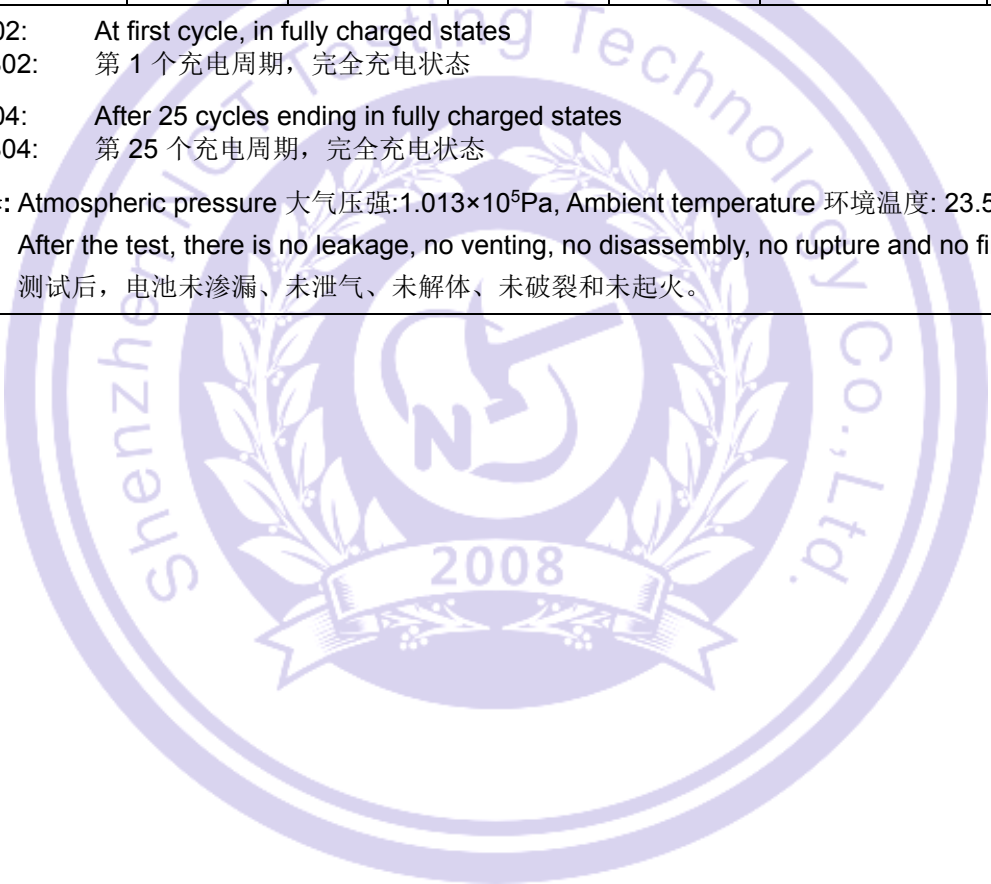 02: At first cycle, in fully charged states
02: 第 1 个充电周期，完全充电状态
04: After 25 cycles ending in fully charged states
04: 第 25 个充电周期，完全充电状态
: Atmospheric pressure 大气压强:1.013×10⁵Pa, Ambient temperature 环境温度: 23.5
After the test, there is no leakage, no venting, no disassembly, no rupture and no fi
测试后，电池未渗漏、未泄气、未解体、未破裂和未起火。
Shenzhen NCT Testing Technology Co., Ltd.
N
2008